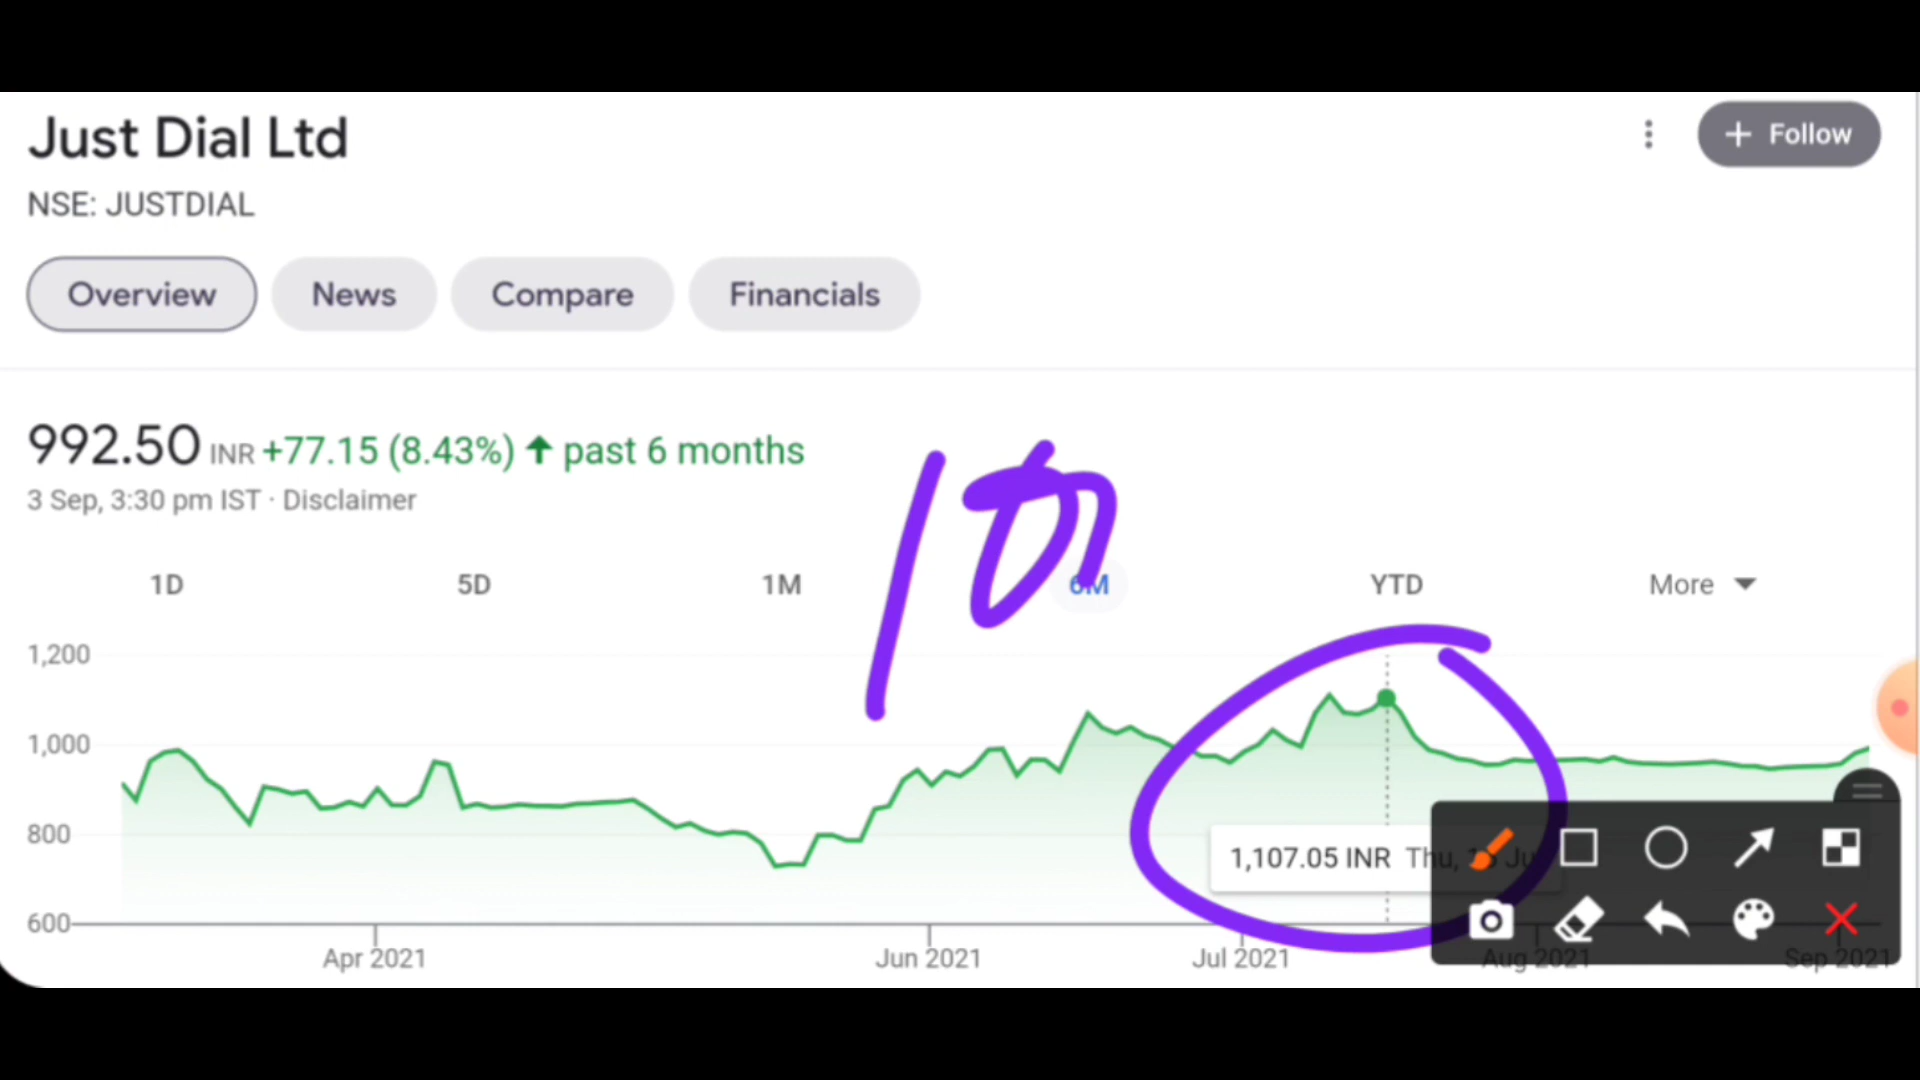 Just Dial Ltd
+ Follow
NSE: JUSTDIAL
Overview News Compare Financials
992.50 INR +77.15 (8.43%) ↑ past 6 months
3 Sep, 3:30 pm IST · Disclaimer
1D 5D 1M 6M YTD More
1,200
1,000
800
1,107.05 INR Thu,
600
Apr 2021 Jun 2021 Jul 2021 Aug 2021 Sep 2021